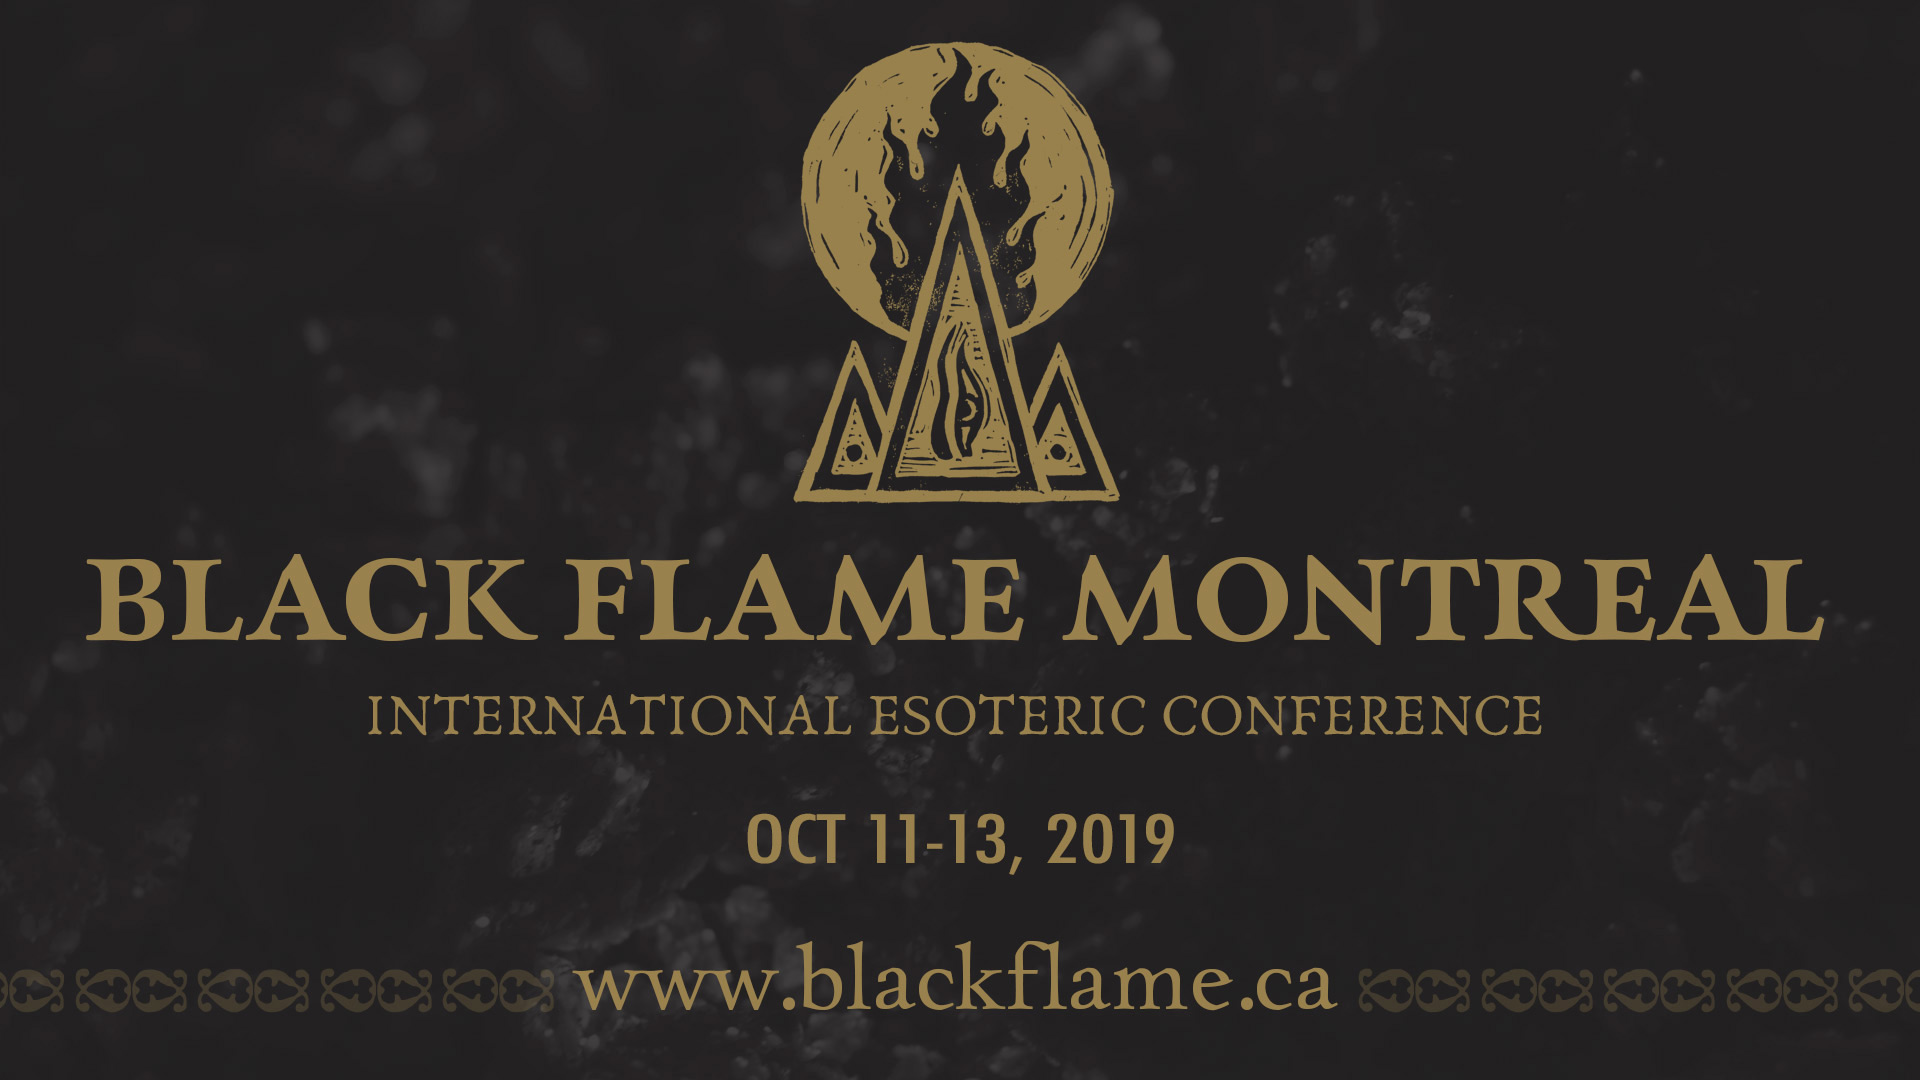 BLACK FLAME MONTREAL
INTERNATIONAL ESOTERIC CONFERENCE
OCT 11-13, 2019
www.blackflame.ca